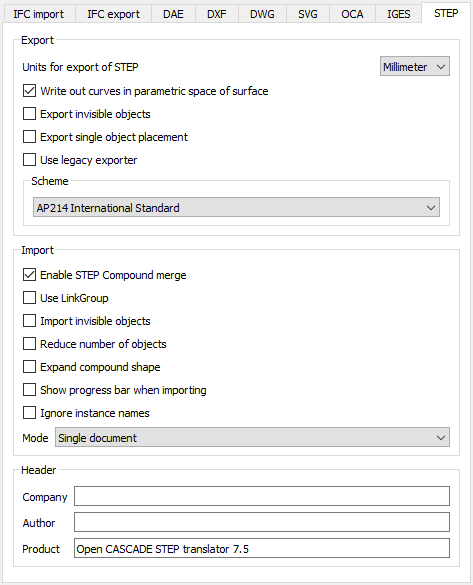 IFC import IFC export DAE DXF DWG SVG OCA IGES STEP
Export
Units for export of STEP Millimeter
Write out curves in parametric space of surface
Export invisible objects
Export single object placement
Use legacy exporter
Scheme
AP214 International Standard
Import
Enable STEP Compound merge
Use LinkGroup
Import invisible objects
Reduce number of objects
Expand compound shape
Show progress bar when importing
Ignore instance names
Mode Single document
Header
Company
Author
Product Open CASCADE STEP translator 7.5